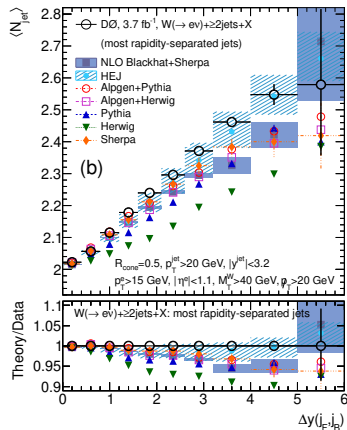 ⟨N_jet⟩
DØ, 3.7 fb⁻¹, W(→ eν)+≥2jets+X
(most rapidity-separated jets)
NLO Blackhat+Sherpa
HEJ
Alpgen+Pythia
Alpgen+Herwig
Pythia
Herwig
Sherpa
2.8
2.7
2.6
2.5
2.4
2.3
2.2
2.1
2
(b)
R_cone=0.5, p_T^jet>20 GeV, |y^jet|<3.2
p_T^e>15 GeV, |η^e|<1.1, M_T^W>40 GeV, p̸_T>20 GeV
W(→ eν)+≥2jets+X: most rapidity-separated jets
Theory/Data
1.1
1.05
1
0.95
0.9
0 1 2 3 4 5 6
Δy(j_F,j_R)